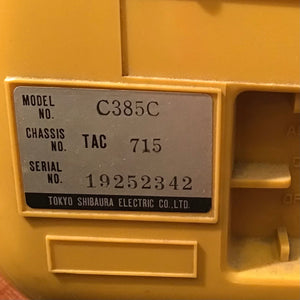 MODEL NO. C385C
CHASSIS NO. TAC 715
SERIAL NO. 19252342
TOKYO SHIBAURA ELECTRIC CO.,LTD.